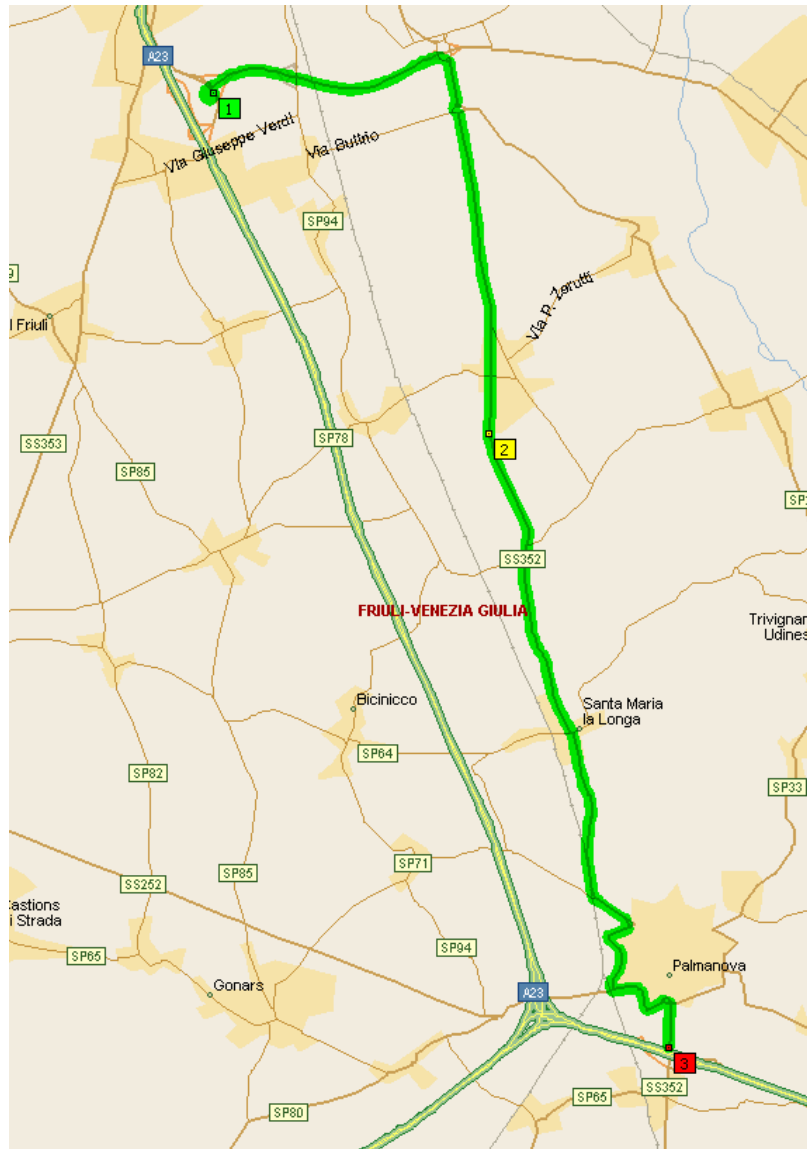 A23
1
Via Giuseppe Verdi
Via Buttrio
SP94
9
l Friuli
Via P. Zorutti
SP78
SS353
2
SP85
SS352
FRIULI-VENEZIA GIULIA
Trivignan
Udines
Santa Maria
la Longa
Bicinicco
SP64
SP82
SP33
SP71
SP85
SS252
Castions
i Strada
SP94
SP65
Palmanova
Gonars
A23
3
SS352
SP65
SP80